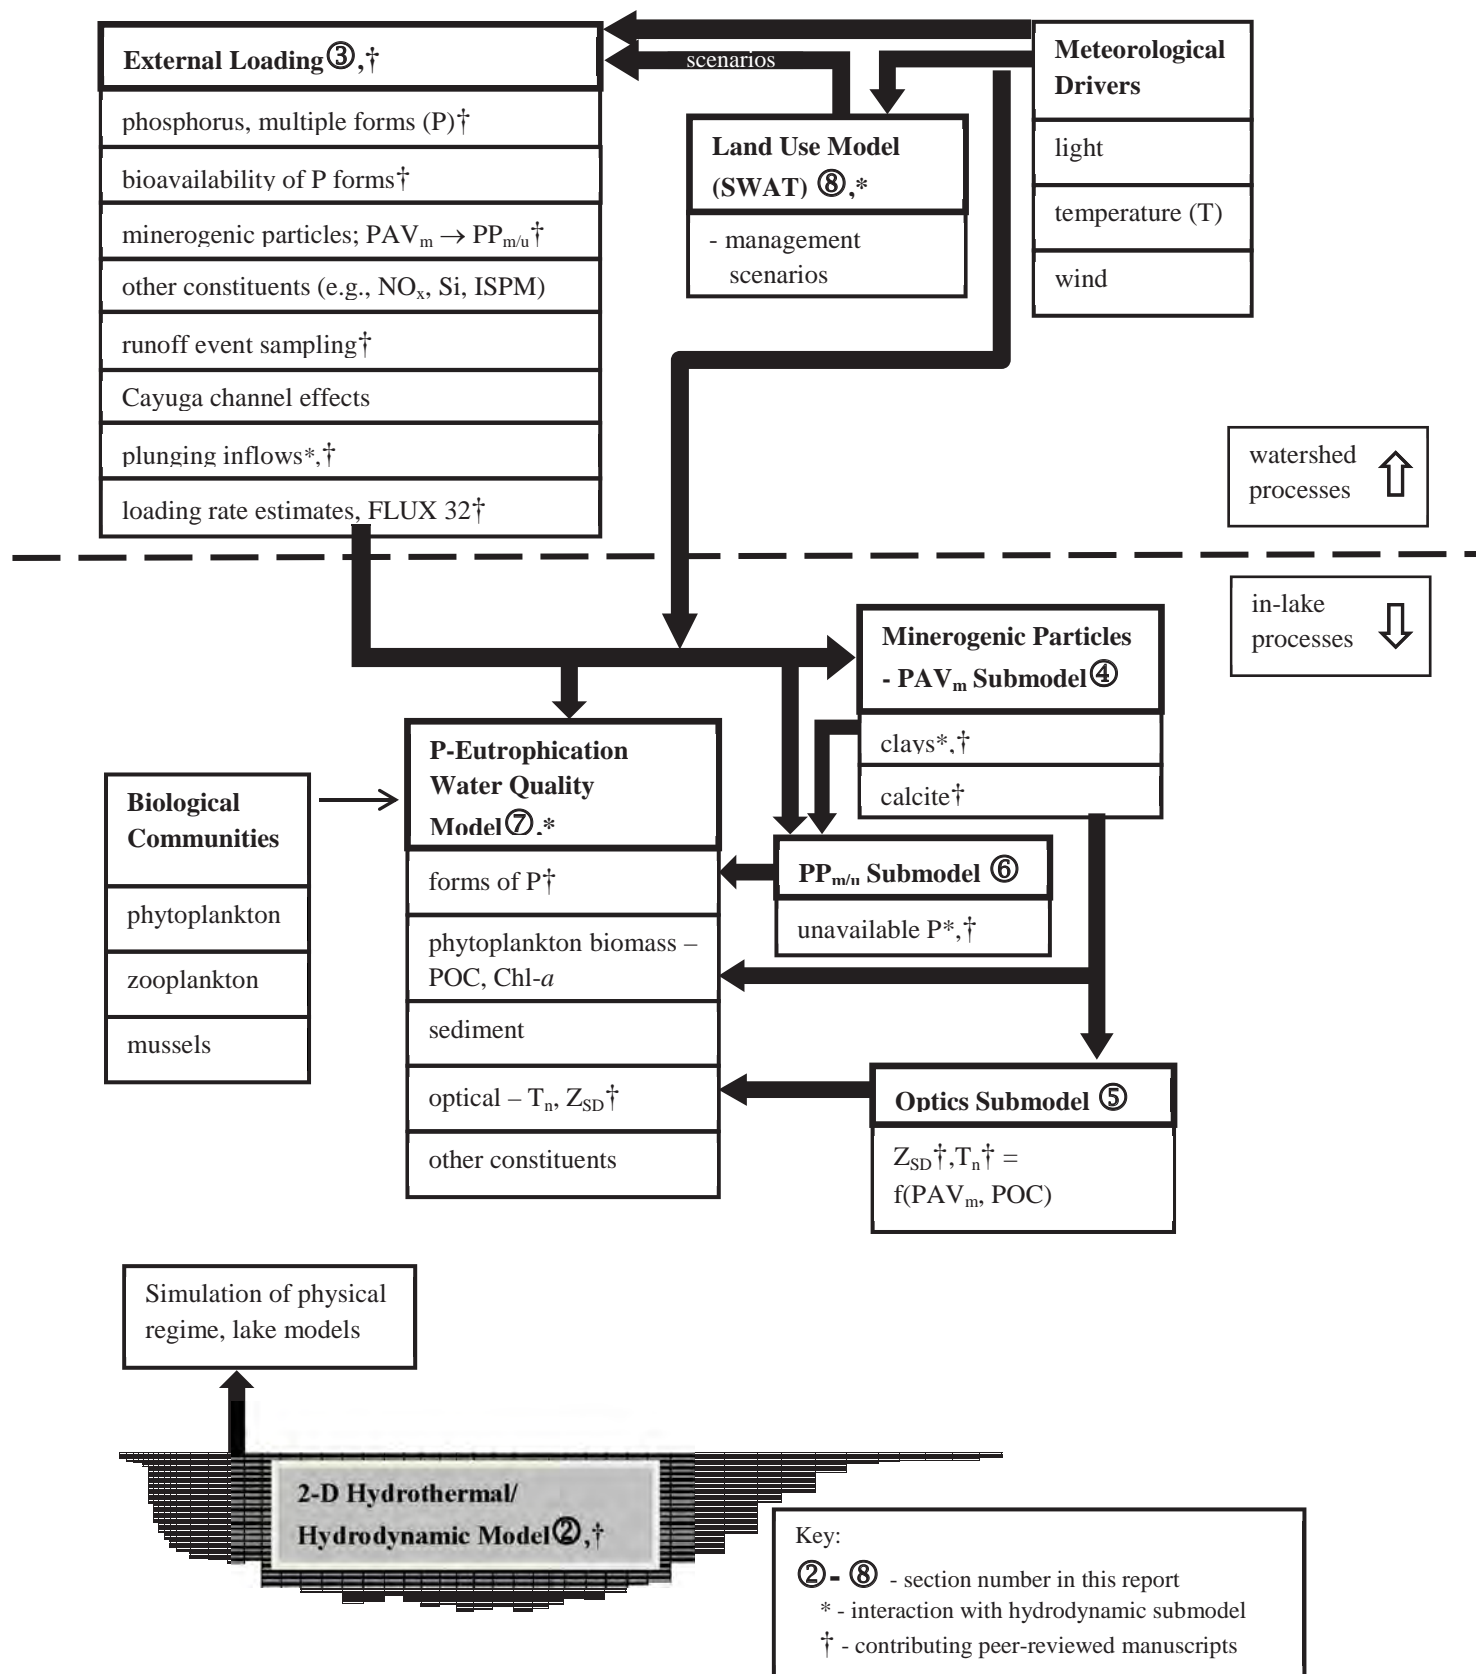 External Loading③,†
phosphorus, multiple forms (P)†
bioavailability of P forms†
minerogenic particles; PAVm → PPm/u†
other constituents (e.g., NOx, Si, ISPM)
runoff event sampling†
Cayuga channel effects
plunging inflows*,†
loading rate estimates, FLUX 32†
scenarios
Land Use Model
(SWAT) ⑧,*
- management
scenarios
Meteorological
Drivers
light
temperature (T)
wind
watershed
processes
in-lake
processes
Minerogenic Particles
- PAVm Submodel④
clays*,†
calcite†
P-Eutrophication
Water Quality
Model⑦,*
forms of P†
phytoplankton biomass –
POC, Chl-a
sediment
optical – Tn, ZSD†
other constituents
Biological
Communities
phytoplankton
zooplankton
mussels
PPm/u Submodel ⑥
unavailable P*,†
Optics Submodel ⑤
ZSD†,Tn† =
f(PAVm, POC)
Simulation of physical
regime, lake models
2-D Hydrothermal/
Hydrodynamic Model②,†
Key:
②- ⑧ - section number in this report
* - interaction with hydrodynamic submodel
† - contributing peer-reviewed manuscripts